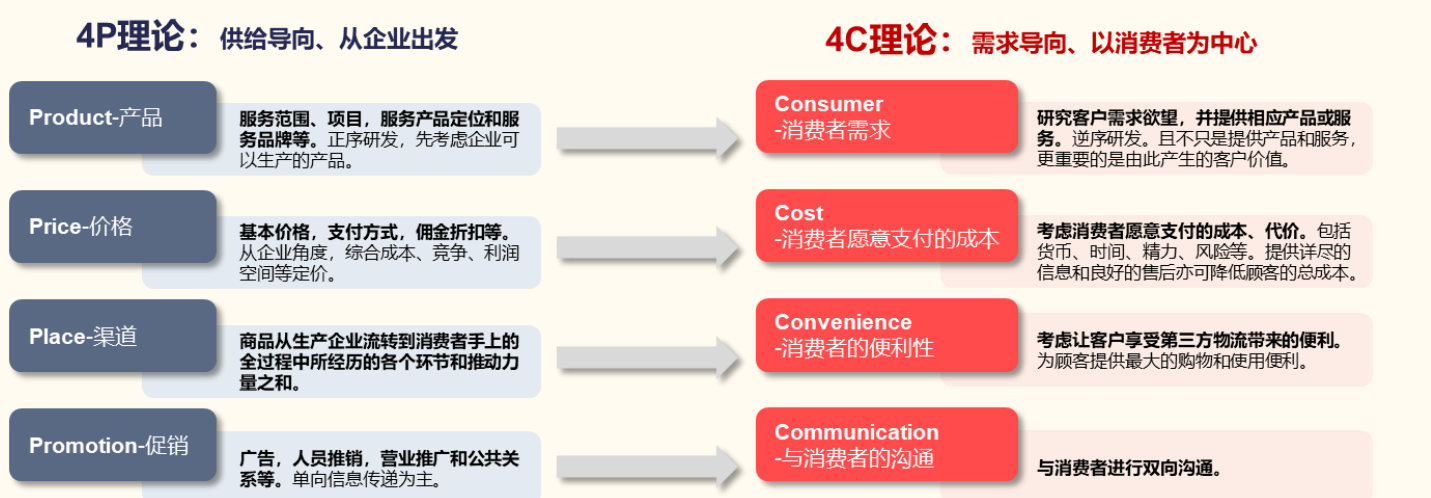 4P理论：供给导向、从企业出发
4C理论：需求导向、以消费者为中心
Product-产品
服务范围、项目，服务产品定位和服
务品牌等。正序研发，先考虑企业可
以生产的产品。
Consumer
-消费者需求
研究客户需求欲望，并提供相应产品或服
务。逆序研发。且不只是提供产品和服务，
更重要的是由此产生的客户价值。
Price-价格
基本价格，支付方式，佣金折扣等。
从企业角度，综合成本、竞争、利润
空间等定价。
Cost
-消费者愿意支付的成本
考虑消费者愿意支付的成本、代价。包括
货币、时间、精力、风险等。提供详尽的
信息和良好的售后亦可降低顾客的总成本。
Place-渠道
商品从生产企业流转到消费者手上的
全过程中所经历的各个环节和推动力
量之和。
Convenience
-消费者的便利性
考虑让客户享受第三方物流带来的便利。
为顾客提供最大的购物和使用便利。
Promotion-促销
广告，人员推销，营业推广和公共关
系等。单向信息传递为主。
Communication
-与消费者的沟通
与消费者进行双向沟通。